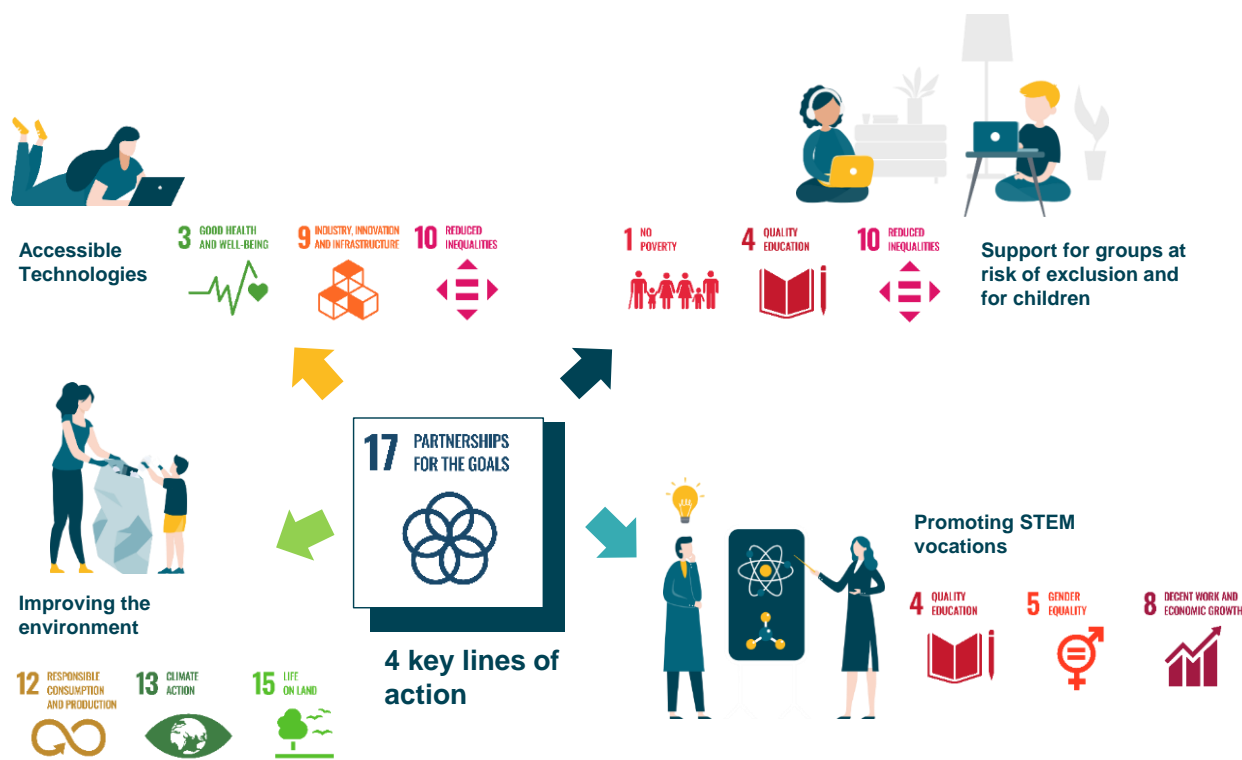 Accessible
Technologies
3 GOOD HEALTH
AND WELL-BEING
9 INDUSTRY, INNOVATION
AND INFRASTRUCTURE
10 REDUCED
INEQUALITIES
1 NO
POVERTY
4 QUALITY
EDUCATION
10 REDUCED
INEQUALITIES
Support for groups at
risk of exclusion and
for children
17 PARTNERSHIPS
FOR THE GOALS
4 key lines of
action
Improving the
environment
12 RESPONSIBLE
CONSUMPTION
AND PRODUCTION
13 CLIMATE
ACTION
15 LIFE
ON LAND
Promoting STEM
vocations
4 QUALITY
EDUCATION
5 GENDER
EQUALITY
8 DECENT WORK AND
ECONOMIC GROWTH